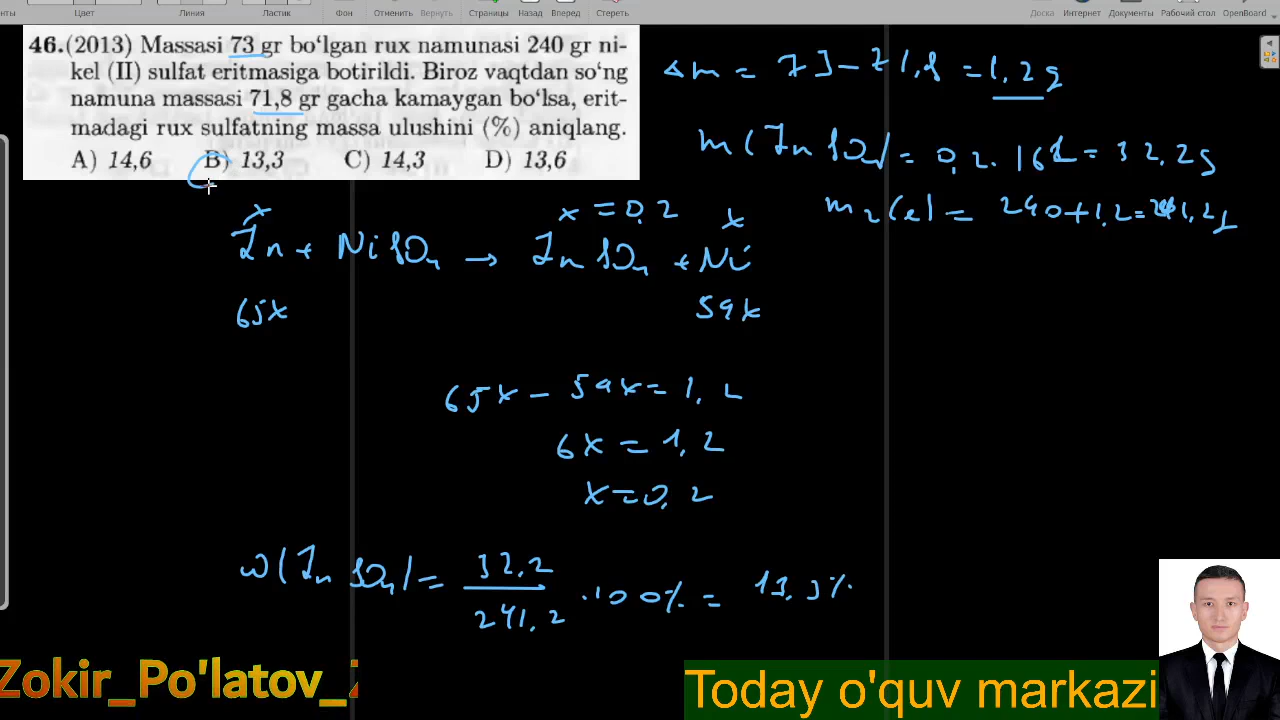 нты Цвет Линия Ластик Фон Отменить Вернуть Страницы Назад Вперед Стереть Доска Интернет Документы Рабочий стол OpenBoard
46.(2013) Massasi 73 gr bo‘lgan rux namunasi 240 gr ni-
kel (II) sulfat eritmasiga botirildi. Biroz vaqtdan so‘ng
namuna massasi 71,8 gr gacha kamaygan bo‘lsa, erit-
madagi rux sulfatning massa ulushini (%) aniqlang.
A) 14,6 B) 13,3 C) 14,3 D) 13,6
Δm = 73 - 71,8 = 1,2g
m(ZnSO4) = 0,2 . 161 = 32,2g
m2(e) = 240 + 1,2 = 241,2g
x x = 0,2 x
Zn + NiSO4 → ZnSO4 + Ni
65x 59x
65x - 59x = 1,2
6x = 1,2
x = 0,2
w(ZnSO4) = 32,2 / 241,2 · 100% = 13,3%
Zokir_Po'latov_
Today o'quv markazi